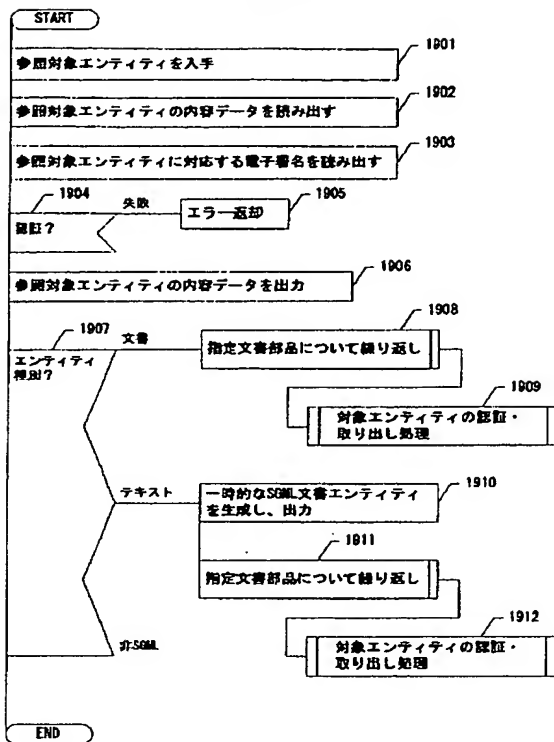 START
1901
参照対象エンティティを入手
1902
参照対象エンティティの内容データを読み出す
1903
参照対象エンティティに対応する電子署名を読み出す
1904
失敗
1905
認証?
エラー返却
1906
参照対象エンティティの内容データを出力
1907
文書
1908
エンティティ
種別?
指定文書部品について繰り返し
1909
対象エンティティの認証・
取り出し処理
テキスト
一時的なSGML文書エンティティ
を生成し、出力
1910
1911
指定文書部品について繰り返し
1912
非SGML
対象エンティティの認証・
取り出し処理
END